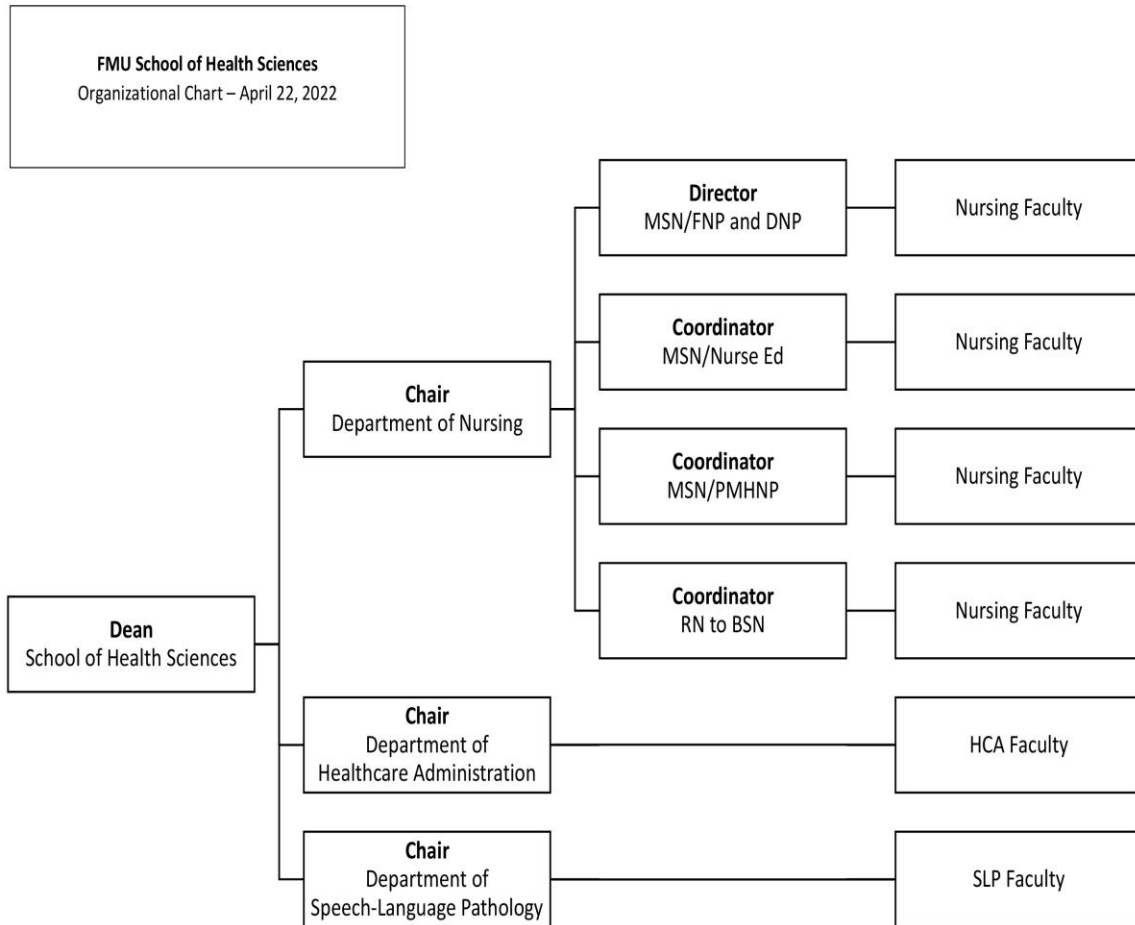 FMU School of Health Sciences
Organizational Chart – April 22, 2022
Director
MSN/FNP and DNP
Nursing Faculty
Coordinator
MSN/Nurse Ed
Nursing Faculty
Chair
Department of Nursing
Coordinator
MSN/PMHNP
Nursing Faculty
Coordinator
RN to BSN
Nursing Faculty
Dean
School of Health Sciences
Chair
Department of
Healthcare Administration
HCA Faculty
Chair
Department of
Speech-Language Pathology
SLP Faculty